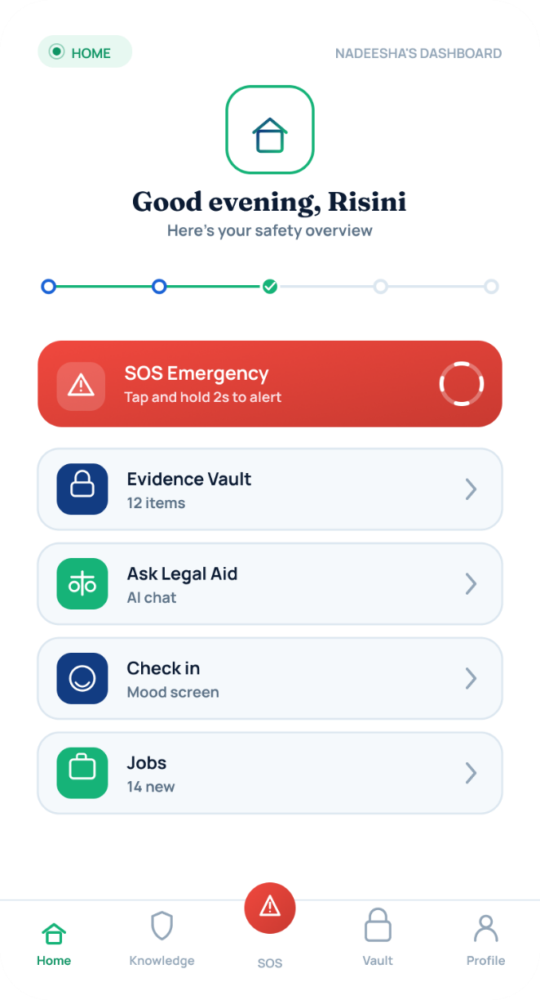 HOME
NADEESHA'S DASHBOARD
Good evening, Risini
Here's your safety overview
SOS Emergency
Tap and hold 2s to alert
Evidence Vault
12 items
Ask Legal Aid
AI chat
Check in
Mood screen
Jobs
14 new
Home
Knowledge
SOS
Vault
Profile